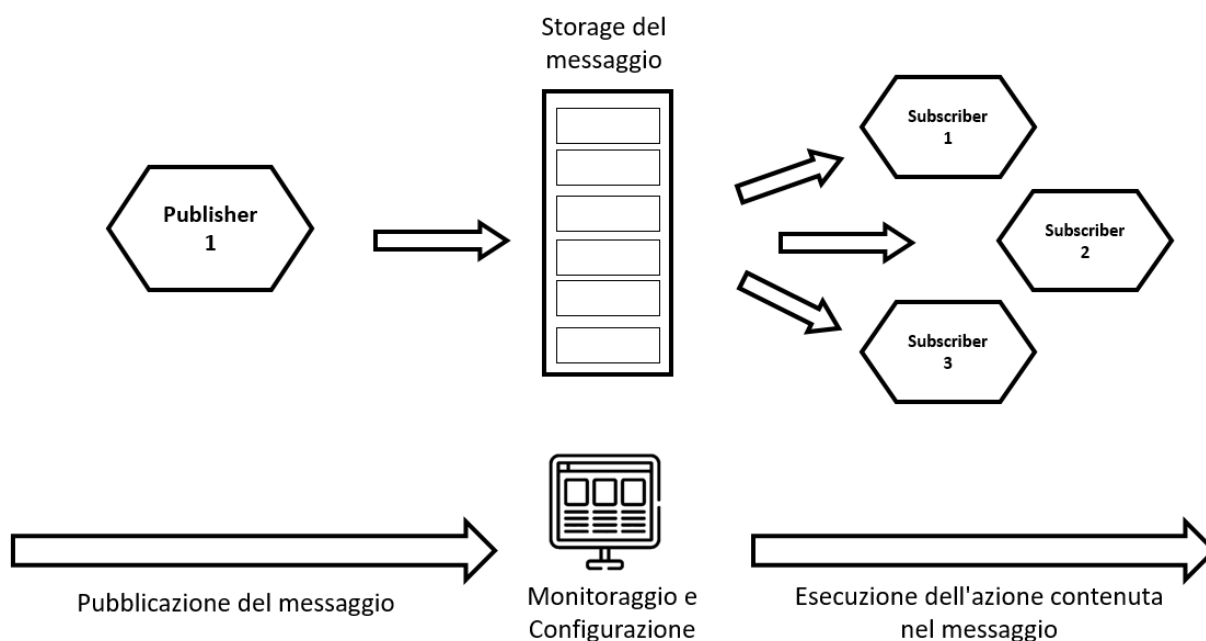 Storage del
messaggio
Publisher
1
Subscriber
1
Subscriber
2
Subscriber
3
Pubblicazione del messaggio
Monitoraggio e
Configurazione
Esecuzione dell'azione contenuta
nel messaggio